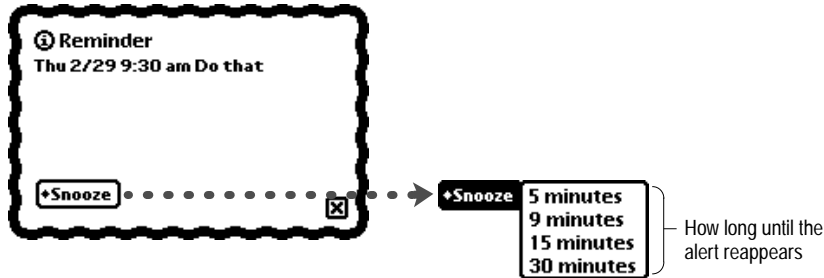 Reminder
Thu 2/29 9:30 am Do that
Snooze
Snooze
5 minutes
9 minutes
15 minutes
30 minutes
How long until the
alert reappears